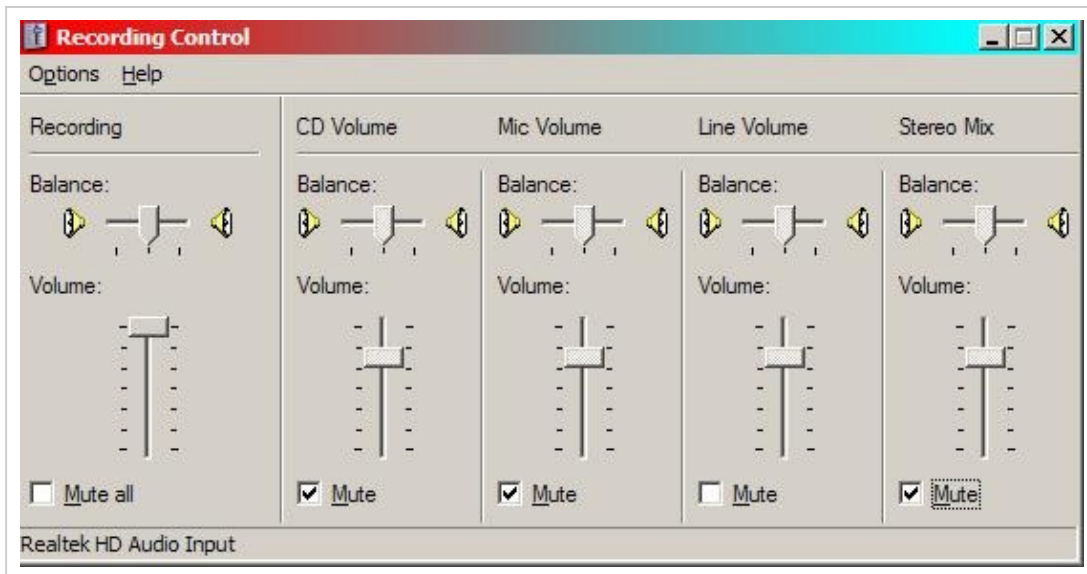 Recording Control
Options Help
Recording CD Volume Mic Volume Line Volume Stereo Mix
Balance: Balance: Balance: Balance: Balance:
Volume: Volume: Volume: Volume: Volume:
Mute all Mute Mute Mute Mute
Realtek HD Audio Input